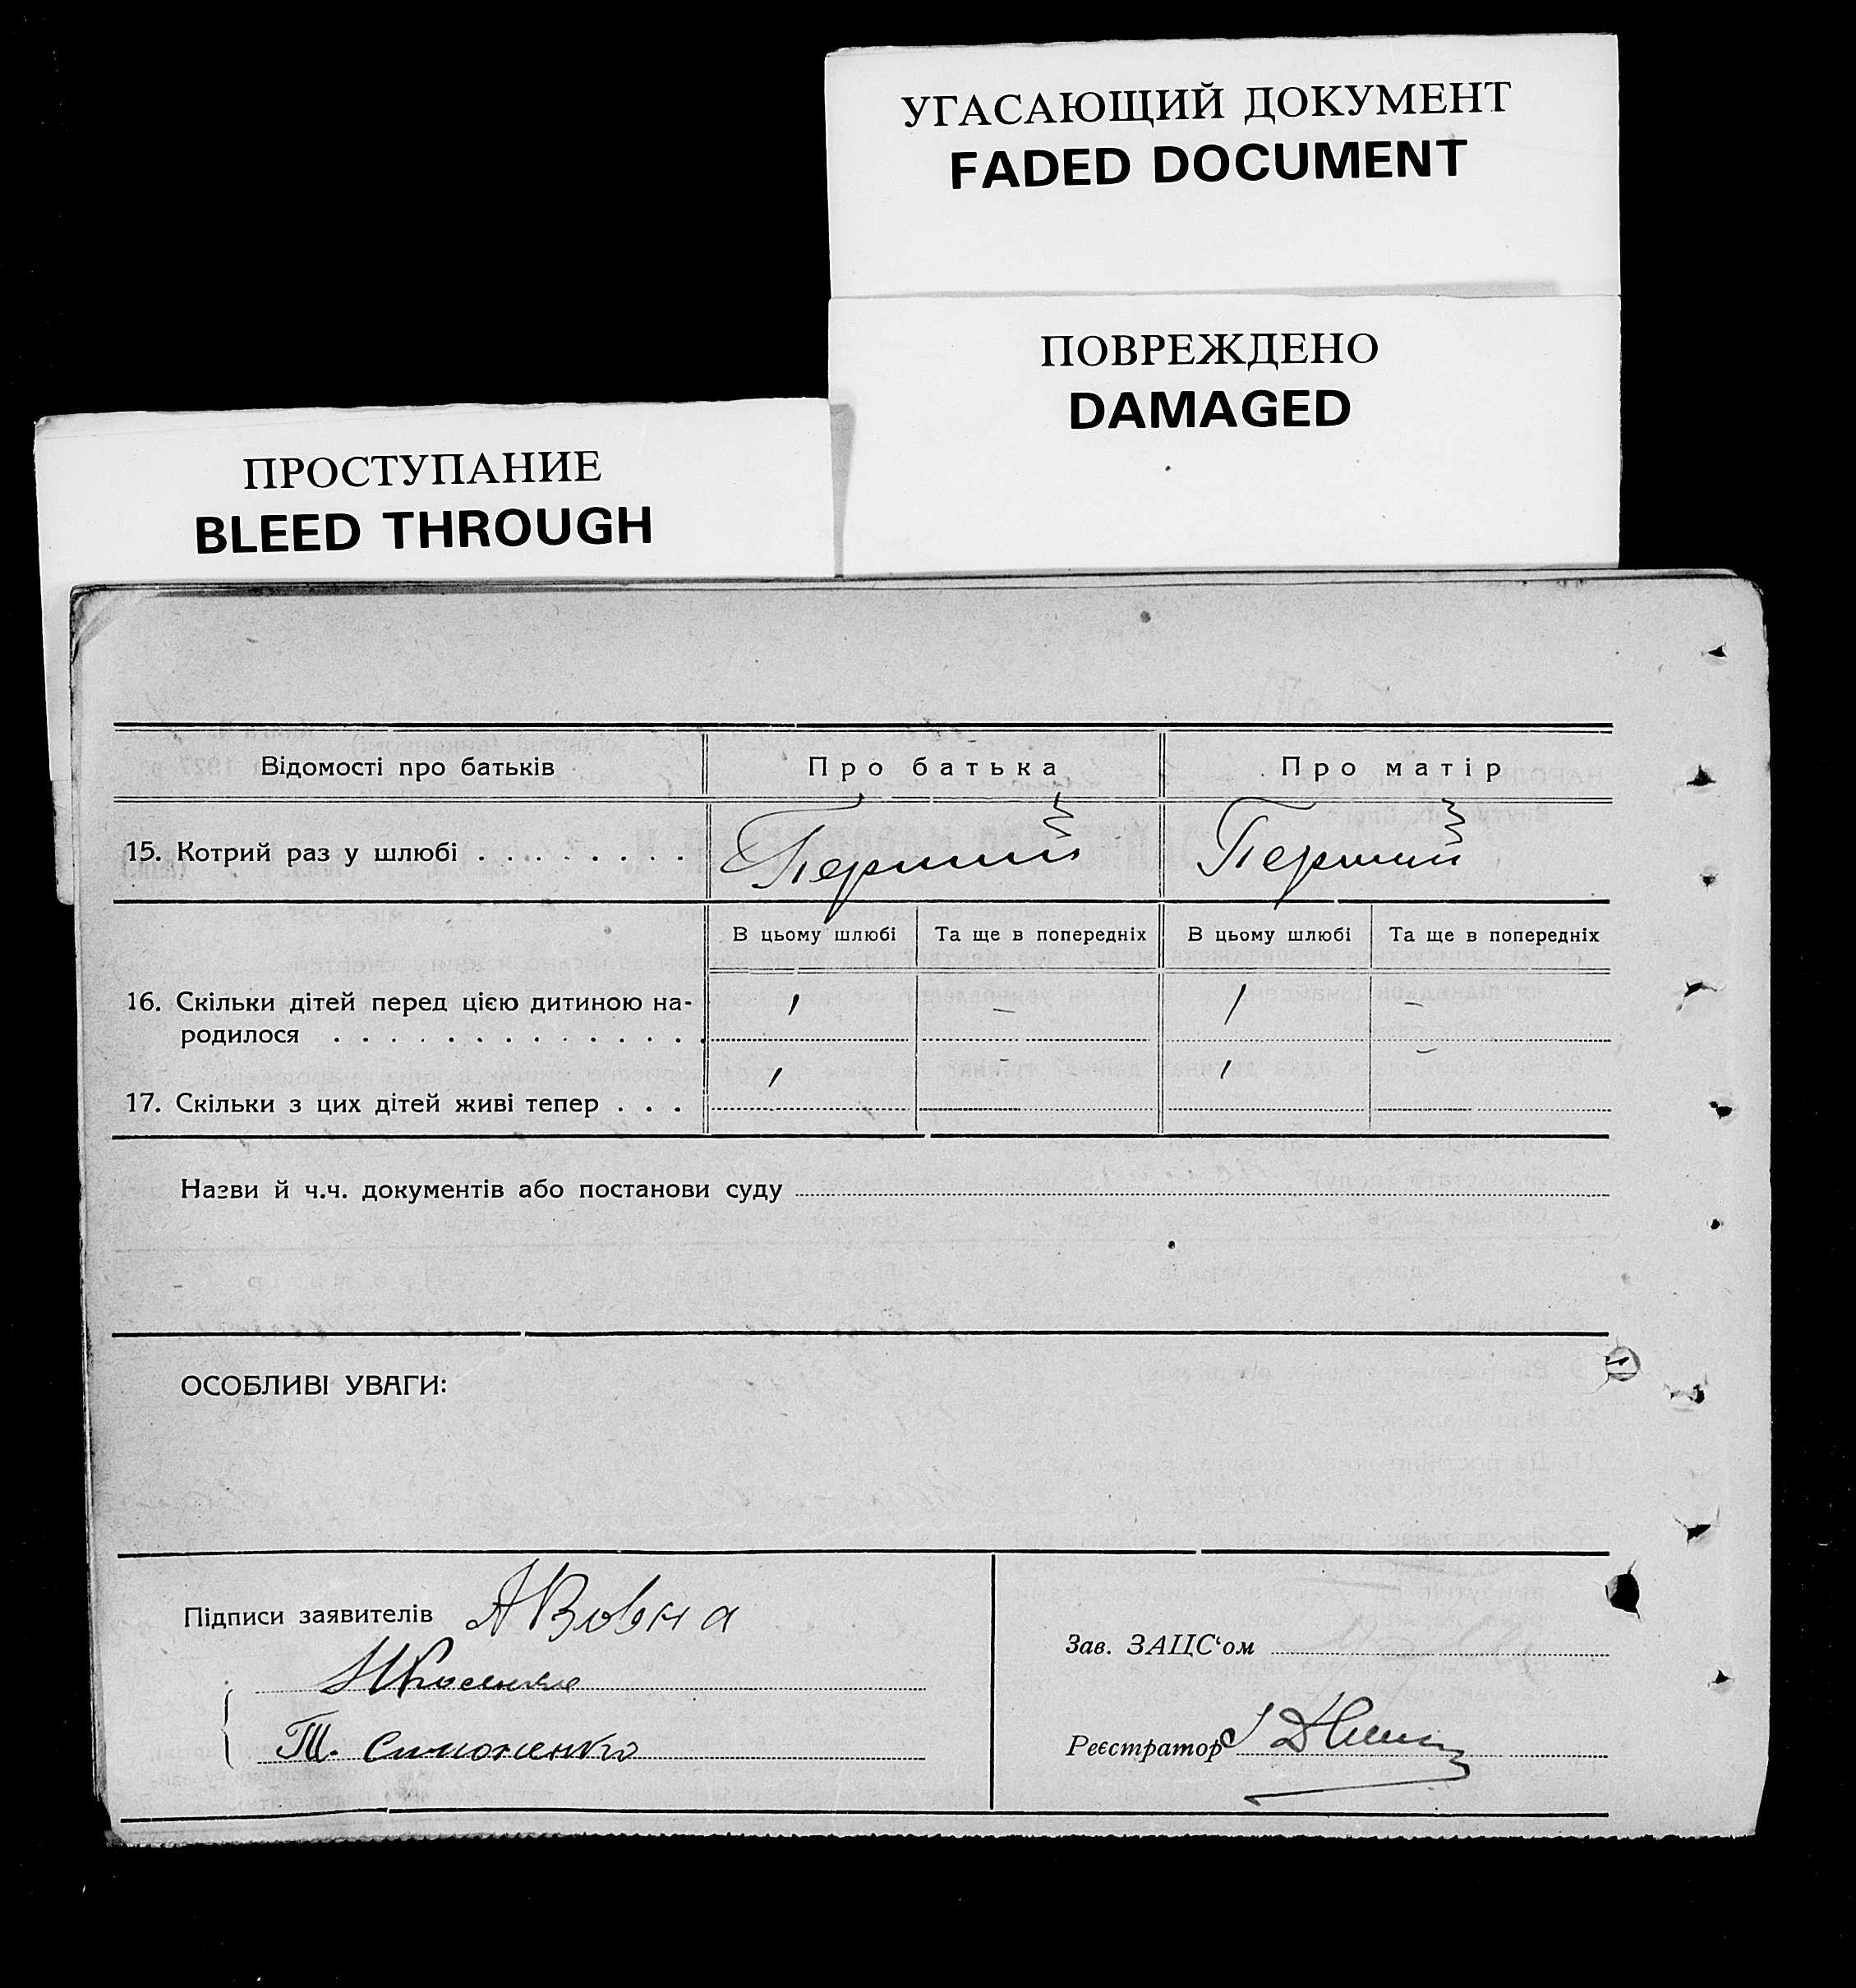 УГАСАЮЩИЙ ДОКУМЕНТ
FADED DOCUMENT
ПОВРЕЖДЕНО
DAMAGED
ПРОСТУПАНИЕ
BLEED THROUGH
Відомості про батьків Про батька Про матір
15. Котрий раз у шлюбі . . . . . . . . Перший Перший
В цьому шлюбі Та ще в попередніх В цьому шлюбі Та ще в попередніх
16. Скільки дітей перед цією дитиною на- 1 – 1 –
родилося . . . . . . . . . . . . . .
17. Скільки з цих дітей живі тепер . . . 1 – 1 –
Назви й ч.ч. документів або постанови суду
ОСОБЛИВІ УВАГИ:
Підписи заявителів А Вовна
Зав. ЗАЦС‘ом
Т. Симоненко
Реєстратор